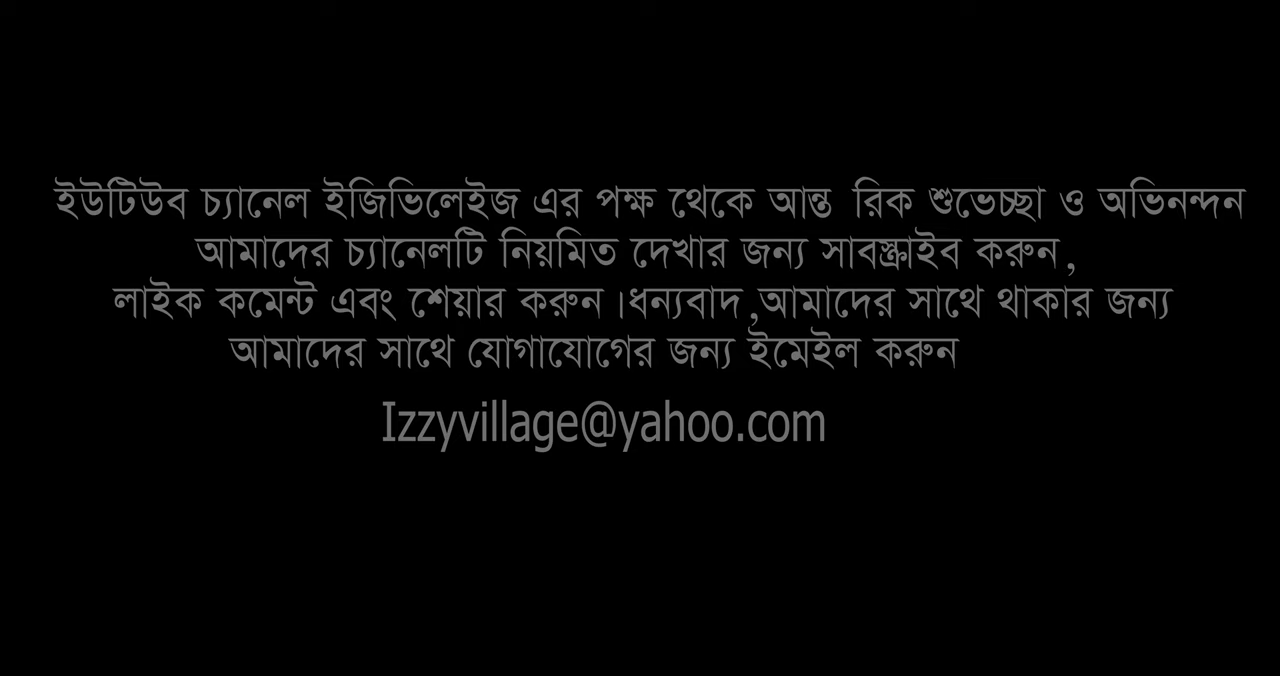 ইউটিউব চ্যানেল ইজিভিলেইজ এর পক্ষ থেকে আন্ত রিক শুভেচ্ছা ও অভিনন্দন
আমাদের চ্যানেলটি নিয়মিত দেখার জন্য সাবস্ক্রাইব করুন,
লাইক কমেন্ট এবং শেয়ার করুন।ধন্যবাদ,আমাদের সাথে থাকার জন্য
আমাদের সাথে যোগাযোগের জন্য ইমেইল করুন
Izzyvillage@yahoo.com